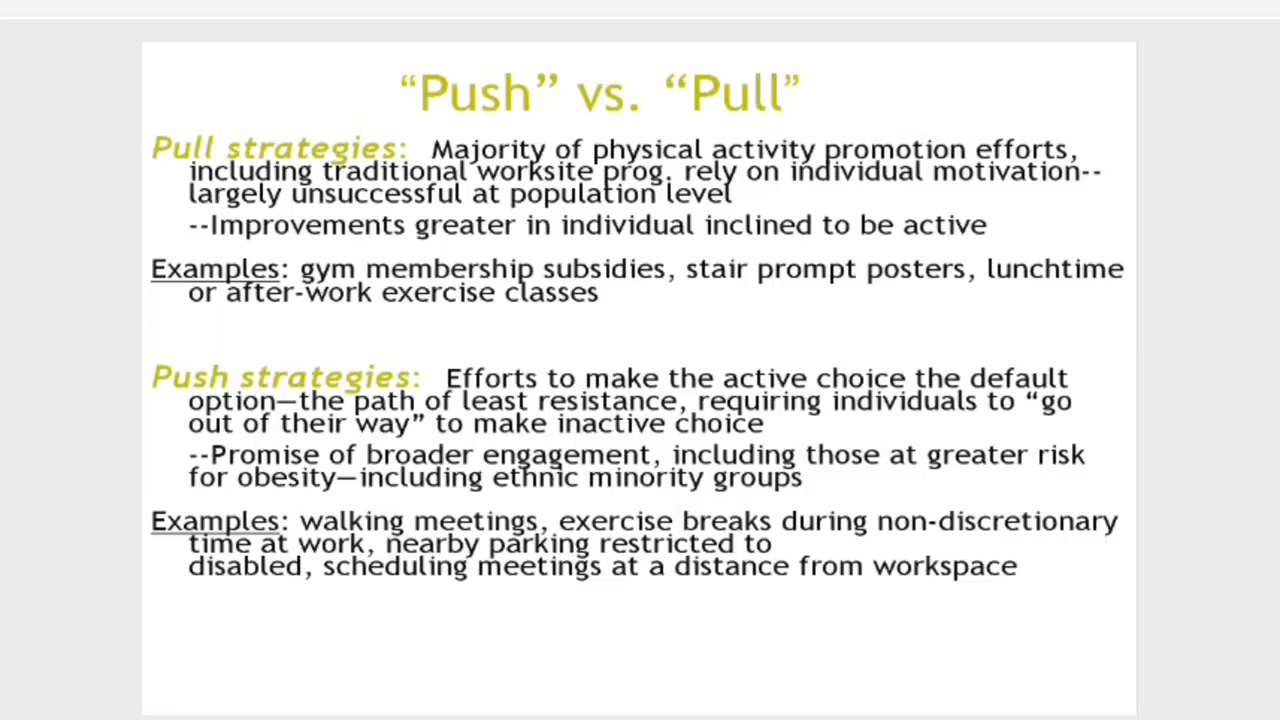 “Push” vs. “Pull”
Pull strategies: Majority of physical activity promotion efforts,
including traditional worksite prog. rely on individual motivation--
largely unsuccessful at population level
--Improvements greater in individual inclined to be active
Examples: gym membership subsidies, stair prompt posters, lunchtime
or after-work exercise classes
Push strategies: Efforts to make the active choice the default
option—the path of least resistance, requiring individuals to “go
out of their way” to make inactive choice
--Promise of broader engagement, including those at greater risk
for obesity—including ethnic minority groups
Examples: walking meetings, exercise breaks during non-discretionary
time at work, nearby parking restricted to
disabled, scheduling meetings at a distance from workspace